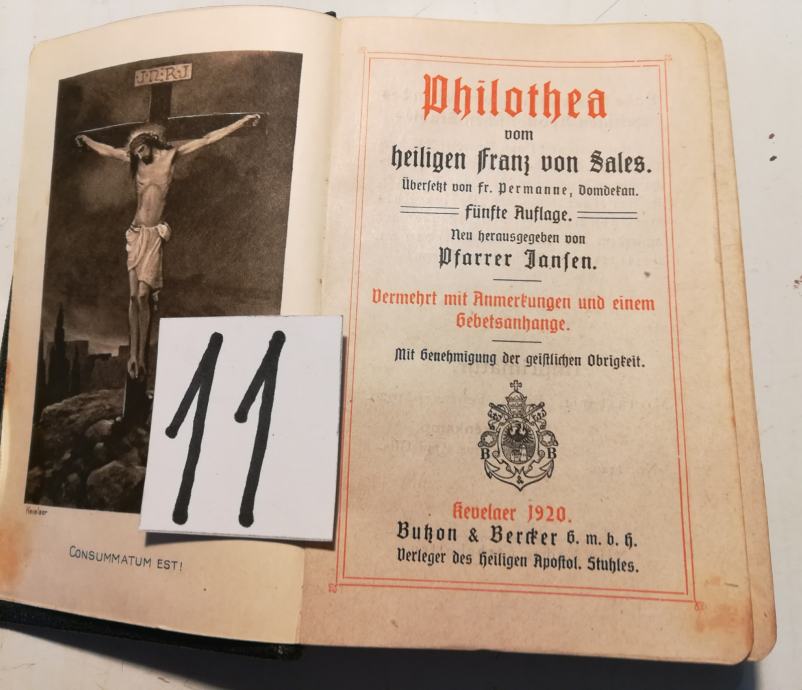 J.N.R.J
Kevelaer
CONSUMMATUM EST!
11
Philothea
vom
heiligen Franz von Sales.
Übersetzt von Fr. Permanne, Domdekan.
Fünfte Auflage.
Neu herausgegeben von
Pfarrer Jansen.
Vermehrt mit Anmerkungen und einem
Gebetsanhange.
Mit Genehmigung der geistlichen Obrigkeit.
B B
&
Kevelaer 1920.
Butzon & Bercker G. m. b. H.
Verleger des Heiligen Apostol. Stuhles.